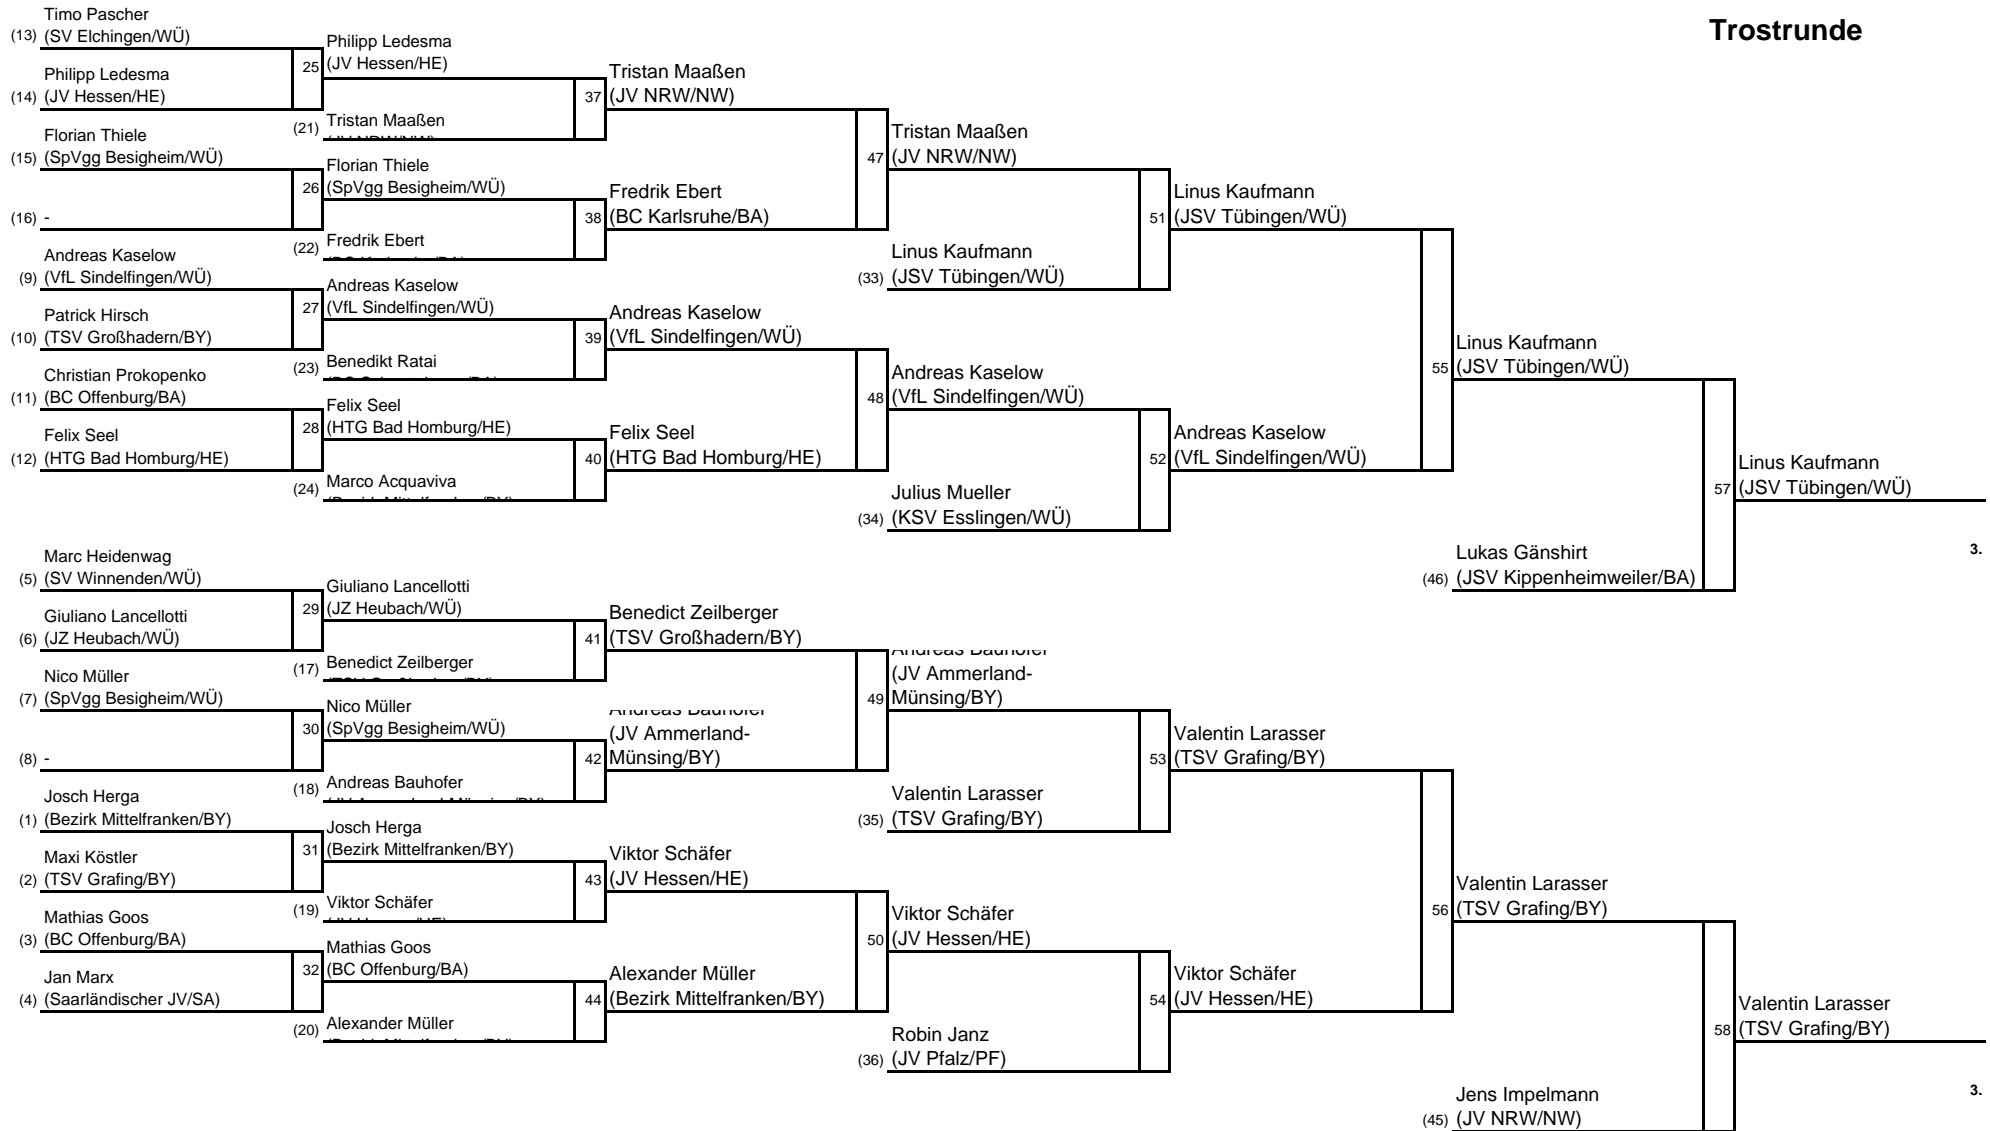 Trostrunde
Timo Pascher
(13) (SV Elchingen/WÜ)
Philipp Ledesma
(14) (JV Hessen/HE)
Florian Thiele
(15) (SpVgg Besigheim/WÜ)
(16) -
Andreas Kaselow
(9) (VfL Sindelfingen/WÜ)
Patrick Hirsch
(10) (TSV Großhadern/BY)
Christian Prokopenko
(11) (BC Offenburg/BA)
Felix Seel
(12) (HTG Bad Homburg/HE)
Marc Heidenwag
(5) (SV Winnenden/WÜ)
Giuliano Lancellotti
(6) (JZ Heubach/WÜ)
Nico Müller
(7) (SpVgg Besigheim/WÜ)
(8) -
Josch Herga
(1) (Bezirk Mittelfranken/BY)
Maxi Köstler
(2) (TSV Grafing/BY)
Mathias Goos
(3) (BC Offenburg/BA)
Jan Marx
(4) (Saarländischer JV/SA)
Philipp Ledesma
25 (JV Hessen/HE)
(21) Tristan Maaßen
Florian Thiele
26 (SpVgg Besigheim/WÜ)
(22) Fredrik Ebert
Andreas Kaselow
27 (VfL Sindelfingen/WÜ)
(23) Benedikt Ratai
Felix Seel
28 (HTG Bad Homburg/HE)
(24) Marco Acquaviva
Giuliano Lancellotti
29 (JZ Heubach/WÜ)
(17) Benedict Zeilberger
Nico Müller
30 (SpVgg Besigheim/WÜ)
(18) Andreas Bauhofer
Josch Herga
31 (Bezirk Mittelfranken/BY)
(19) Viktor Schäfer
Mathias Goos
32 (BC Offenburg/BA)
(20) Alexander Müller
Tristan Maaßen
37 (JV NRW/NW)
Fredrik Ebert
38 (BC Karlsruhe/BA)
Andreas Kaselow
39 (VfL Sindelfingen/WÜ)
Felix Seel
40 (HTG Bad Homburg/HE)
Benedict Zeilberger
41 (TSV Großhadern/BY)
Andreas Bauhofer
(JV Ammerland-
42 Münsing/BY)
Viktor Schäfer
43 (JV Hessen/HE)
Alexander Müller
44 (Bezirk Mittelfranken/BY)
Tristan Maaßen
47 (JV NRW/NW)
Linus Kaufmann
(33) (JSV Tübingen/WÜ)
Andreas Kaselow
48 (VfL Sindelfingen/WÜ)
Julius Mueller
(34) (KSV Esslingen/WÜ)
Andreas Bauhofer
(JV Ammerland-
49 Münsing/BY)
Valentin Larasser
(35) (TSV Grafing/BY)
Viktor Schäfer
50 (JV Hessen/HE)
Robin Janz
(36) (JV Pfalz/PF)
Linus Kaufmann
51 (JSV Tübingen/WÜ)
Andreas Kaselow
52 (VfL Sindelfingen/WÜ)
Valentin Larasser
53 (TSV Grafing/BY)
Viktor Schäfer
54 (JV Hessen/HE)
Linus Kaufmann
55 (JSV Tübingen/WÜ)
Lukas Gänshirt
(46) (JSV Kippenheimweiler/BA)
Valentin Larasser
56 (TSV Grafing/BY)
Jens Impelmann
(45) (JV NRW/NW)
Linus Kaufmann
57 (JSV Tübingen/WÜ)
3.
Valentin Larasser
58 (TSV Grafing/BY)
3.